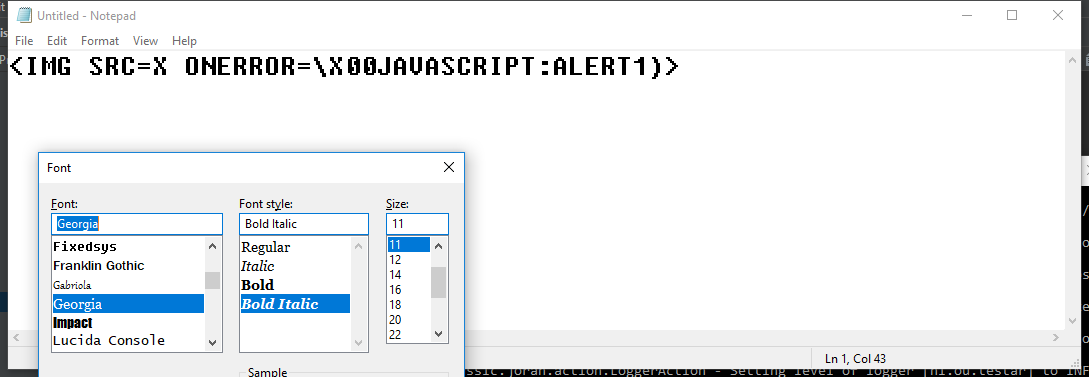 Untitled - Notepad
File Edit Format View Help
<IMG SRC=X ONERROR=\X00JAVASCRIPT:ALERT1)>
Font
Font: Font style: Size:
Georgia Bold Italic 11
Fixedsys Regular 11
Franklin Gothic Italic 12
Gabriola Bold 14
Georgia Bold Italic 16
Impact 18
Lucida Console 20
22
Sample
Ln 1, Col 43
ssic.joran.action.LoggerAction - Setting level of logger [nl.ou.testar] to INF